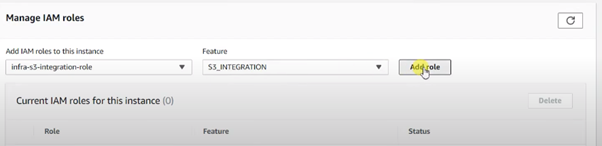 Manage IAM roles
Add IAM roles to this instance
Feature
infra-s3-integration-role
S3_INTEGRATION
Add role
Current IAM roles for this instance (0)
Delete
Role
Feature
Status